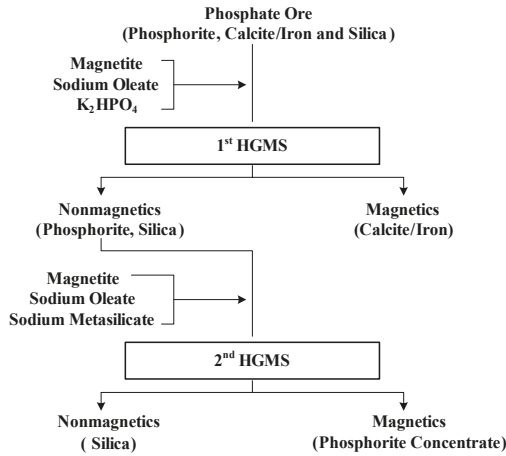 Phosphate Ore
(Phosphorite, Calcite/Iron and Silica)
Magnetite
Sodium Oleate
K₂HPO₄
1st HGMS
Nonmagnetics
(Phosphorite, Silica)
Magnetics
(Calcite/Iron)
Magnetite
Sodium Oleate
Sodium Metasilicate
2nd HGMS
Nonmagnetics
( Silica)
Magnetics
(Phosphorite Concentrate)